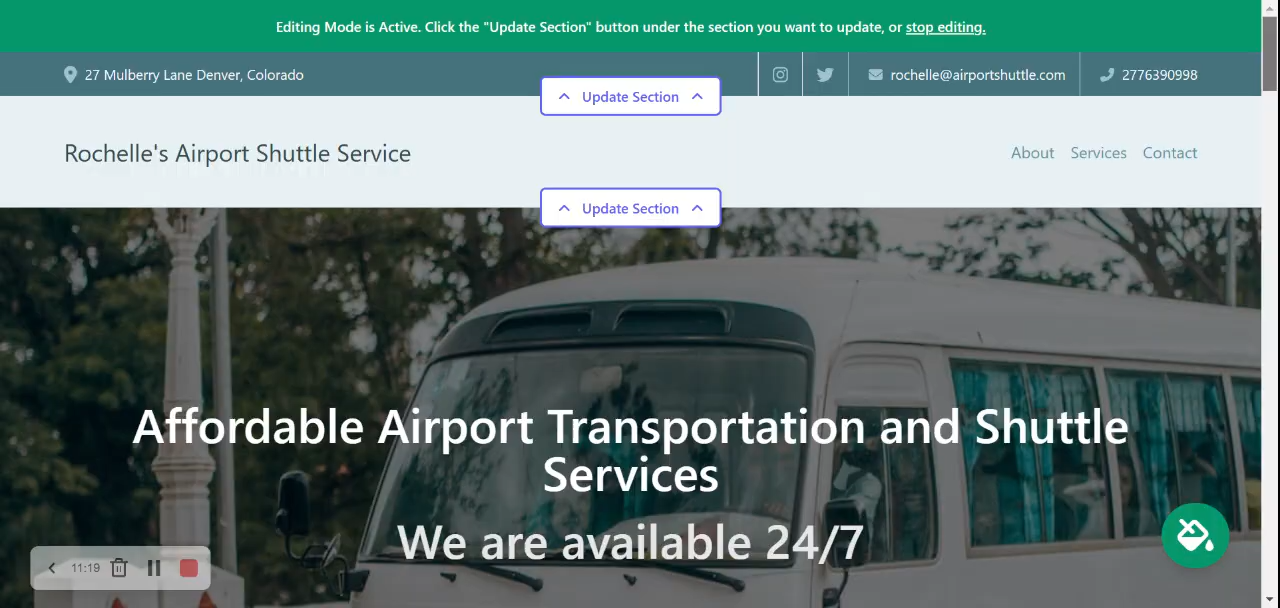 Editing Mode is Active. Click the "Update Section" button under the section you want to update, or stop editing.
27 Mulberry Lane Denver, Colorado
rochelle@airportshuttle.com
2776390998
Update Section
Rochelle's Airport Shuttle Service
About
Services
Contact
Update Section
Affordable Airport Transportation and Shuttle
Services
We are available 24/7
11:19